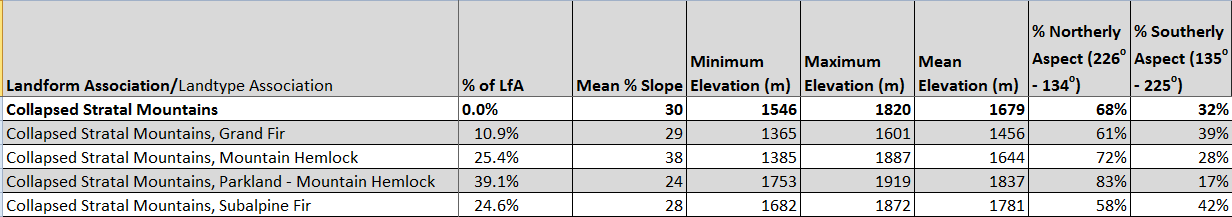 Landform Association/Landtype Association % of LfA Mean % Slope Minimum Elevation (m) Maximum Elevation (m) Mean Elevation (m) % Northerly Aspect (226° - 134°) % Southerly Aspect (135° - 225°)
Collapsed Stratal Mountains 0.0% 30 1546 1820 1679 68% 32%
Collapsed Stratal Mountains, Grand Fir 10.9% 29 1365 1601 1456 61% 39%
Collapsed Stratal Mountains, Mountain Hemlock 25.4% 38 1385 1887 1644 72% 28%
Collapsed Stratal Mountains, Parkland - Mountain Hemlock 39.1% 24 1753 1919 1837 83% 17%
Collapsed Stratal Mountains, Subalpine Fir 24.6% 28 1682 1872 1781 58% 42%